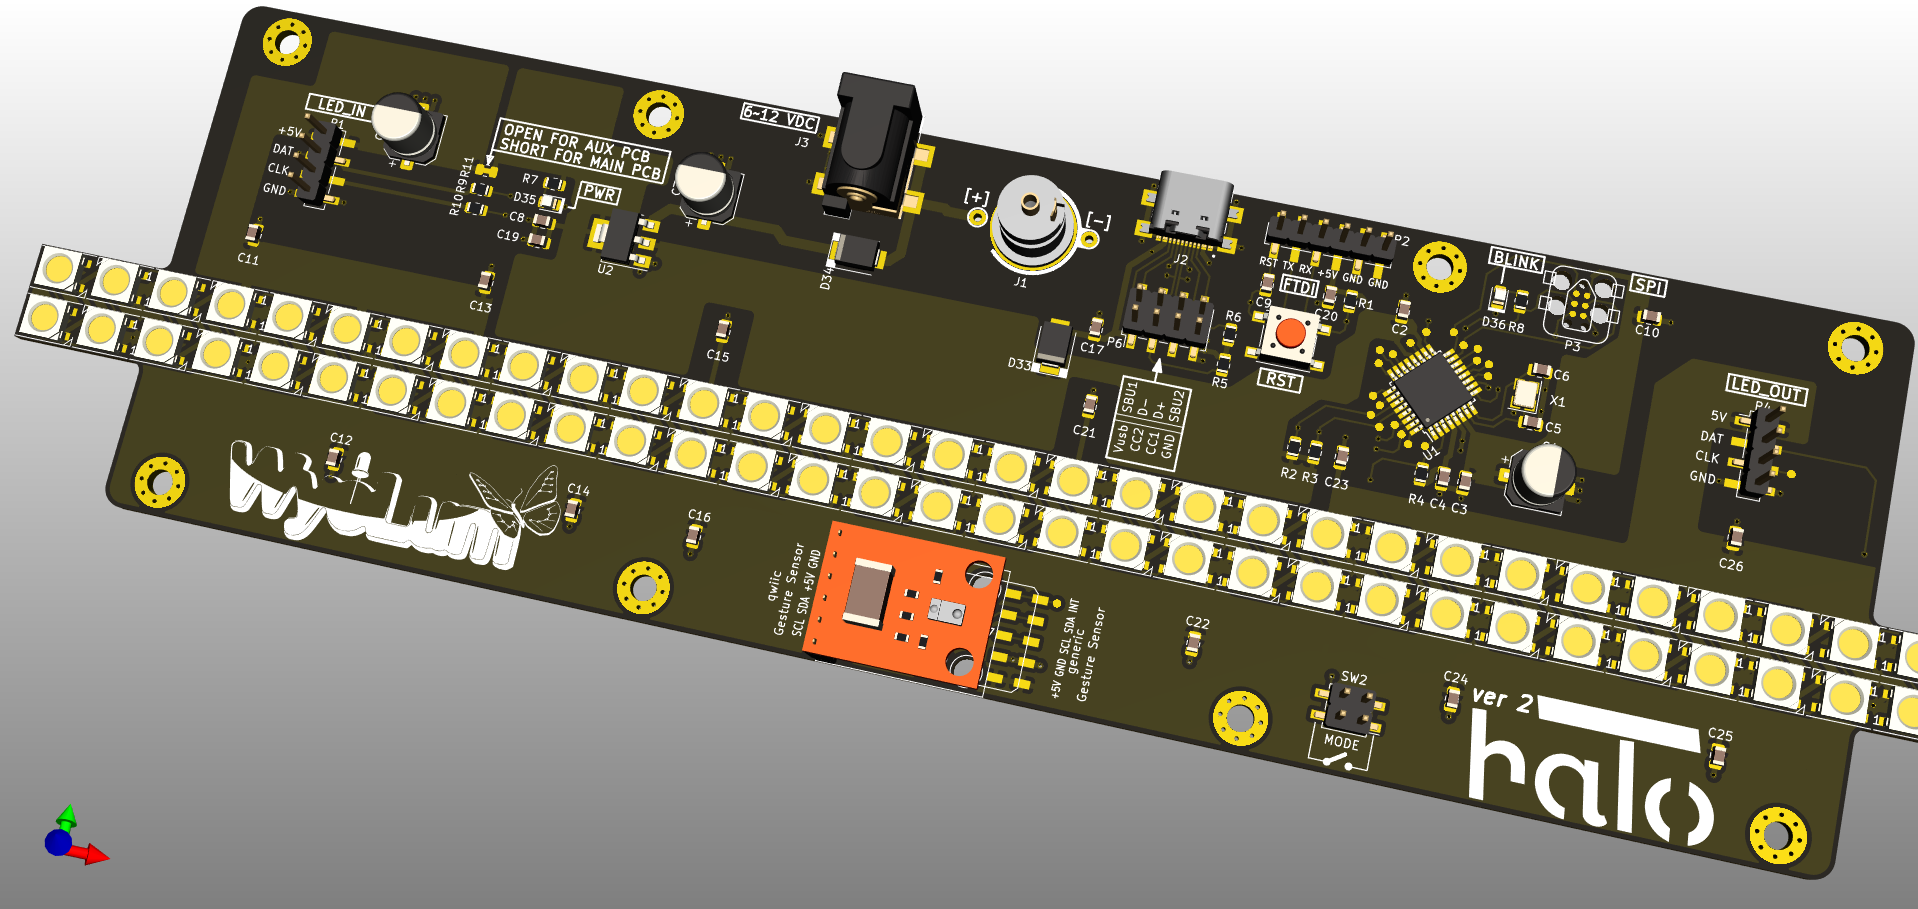 LED_IN
P1
+5V
DAT
CLK
GND
C11
R11
R9
R10
OPEN FOR AUX PCB
SHORT FOR MAIN PCB
R7
D35
PWR
C8
C19
C13
U2
6~12 VDC
J3
D34
C15
[+]
[-]
J1
J2
P2
RST TX RX +5V GND GND
FTDI
C9
C20
R1
P6
C17
D33
R6
R5
RST
C21
Vusb SBU1
CC2 D-
CC1 D+
GND SBU2
C2
BLINK
SPI
D36
R8
P3
C10
C6
X1
C5
U1
R2 R3 C23
R4 C4 C3
LED_OUT
5V
DAT
CLK
GND
C26
C12
WyoLum
C14
C16
qwiic
Gesture Sensor
SCL SDA +5V GND
+5V GND SCL SDA INT
generic
Gesture Sensor
C22
SW2
MODE
C24
ver 2
halo
C25